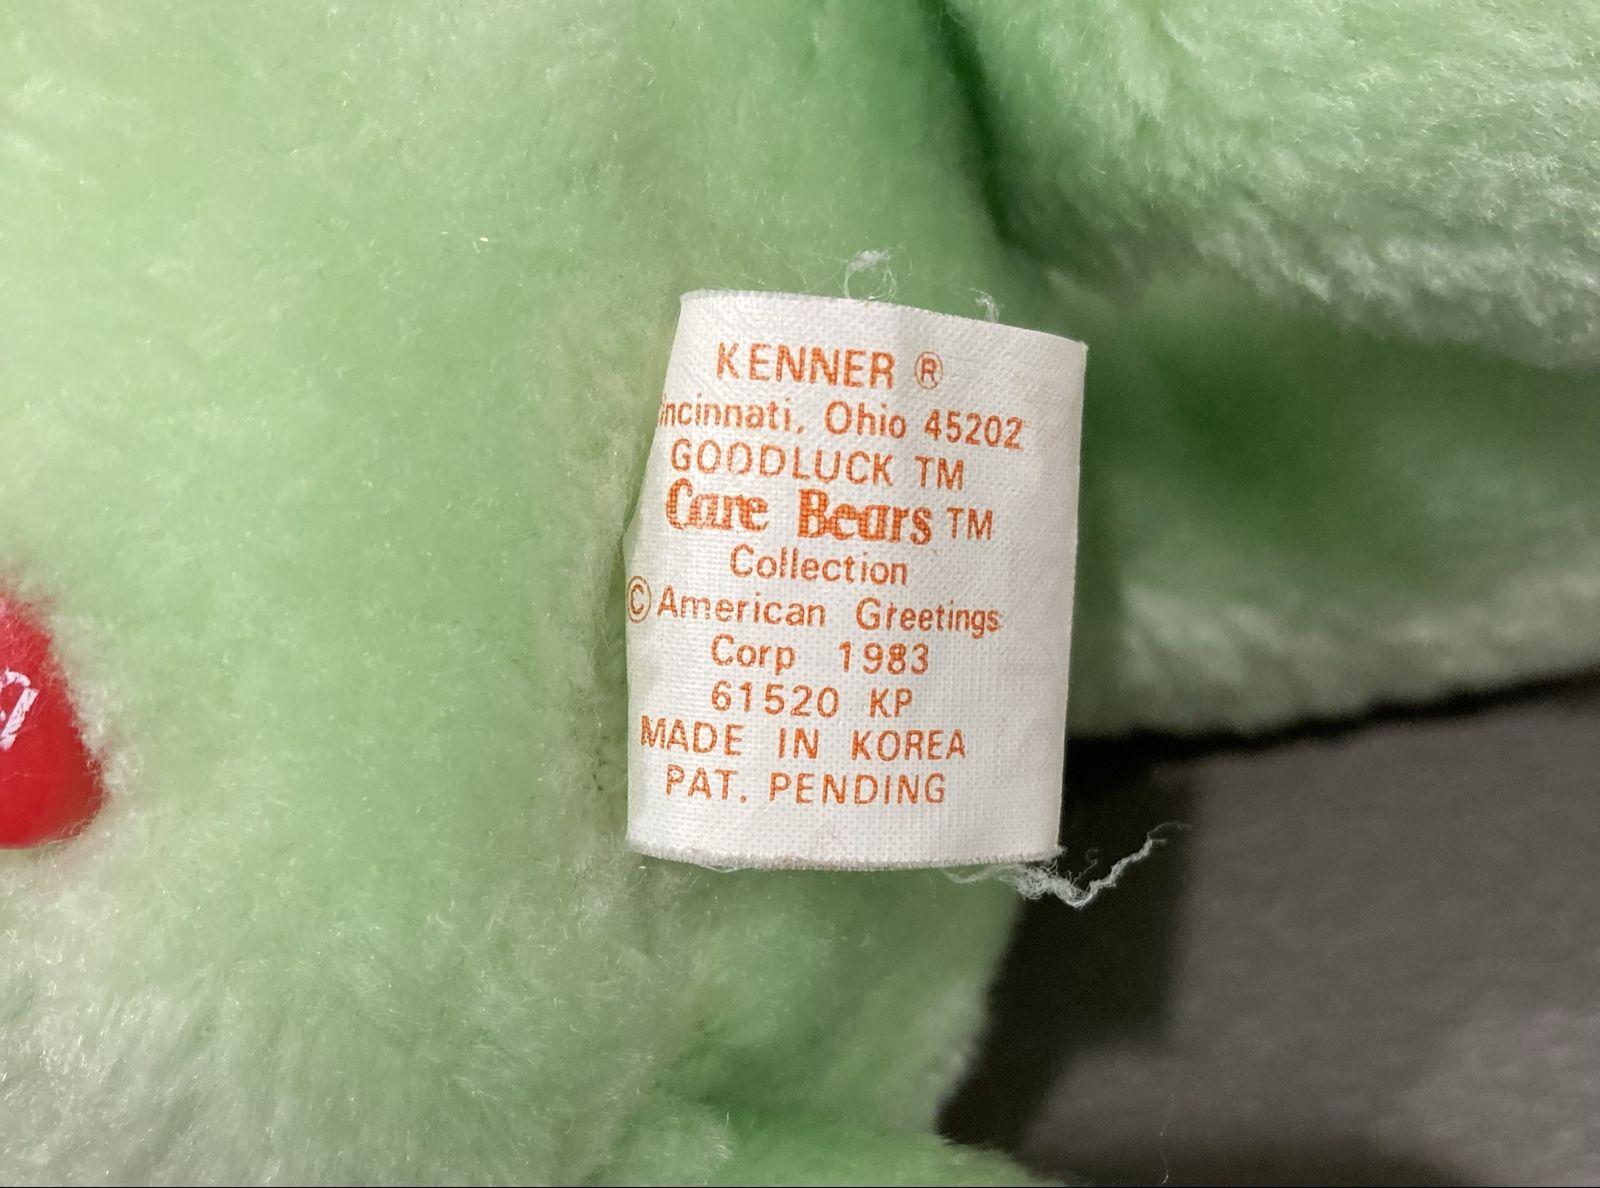 KENNER ®
incinnati, Ohio 45202
GOODLUCK TM
Care Bears TM
Collection
© American Greetings
Corp 1983
61520 KP
MADE IN KOREA
PAT. PENDING